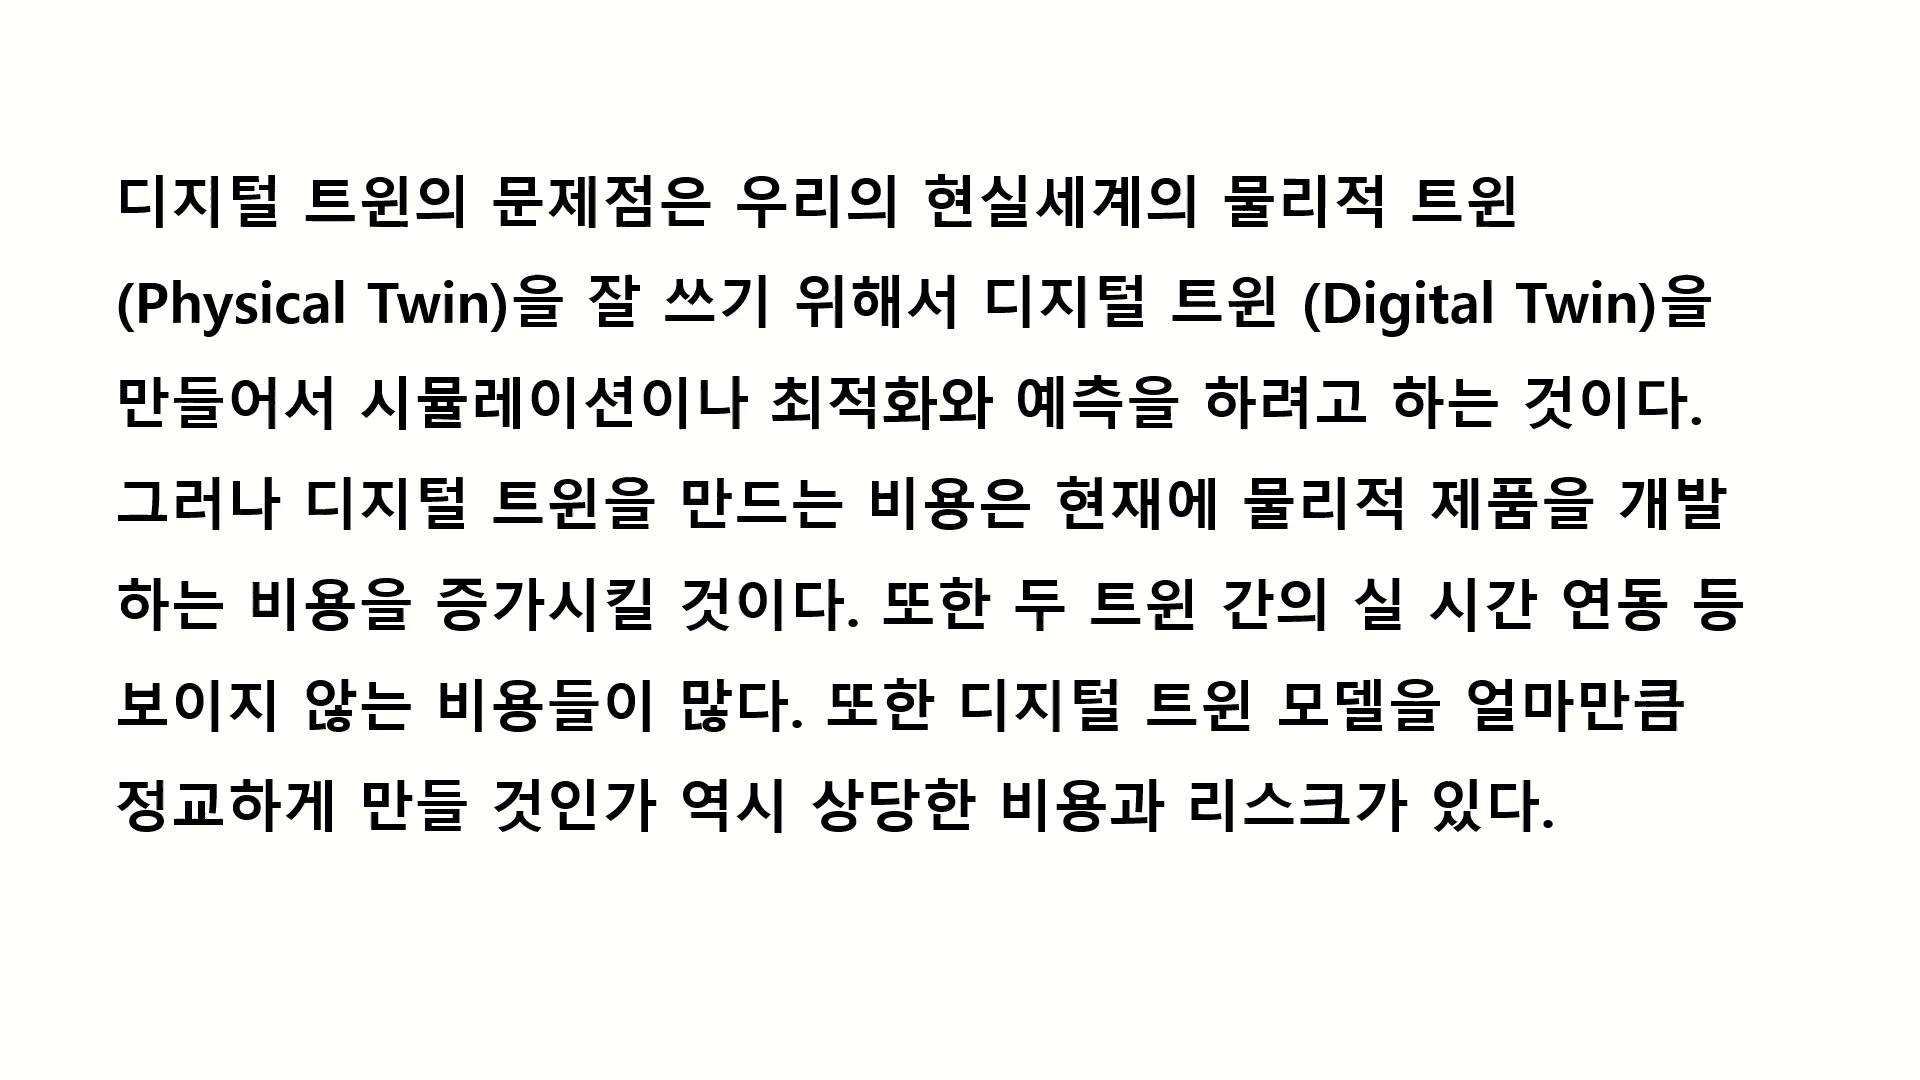 디지털 트윈의 문제점은 우리의 현실세계의 물리적 트윈
(Physical Twin)을 잘 쓰기 위해서 디지털 트윈 (Digital Twin)을
만들어서 시뮬레이션이나 최적화와 예측을 하려고 하는 것이다.
그러나 디지털 트윈을 만드는 비용은 현재에 물리적 제품을 개발
하는 비용을 증가시킬 것이다. 또한 두 트윈 간의 실 시간 연동 등
보이지 않는 비용들이 많다. 또한 디지털 트윈 모델을 얼마만큼
정교하게 만들 것인가 역시 상당한 비용과 리스크가 있다.